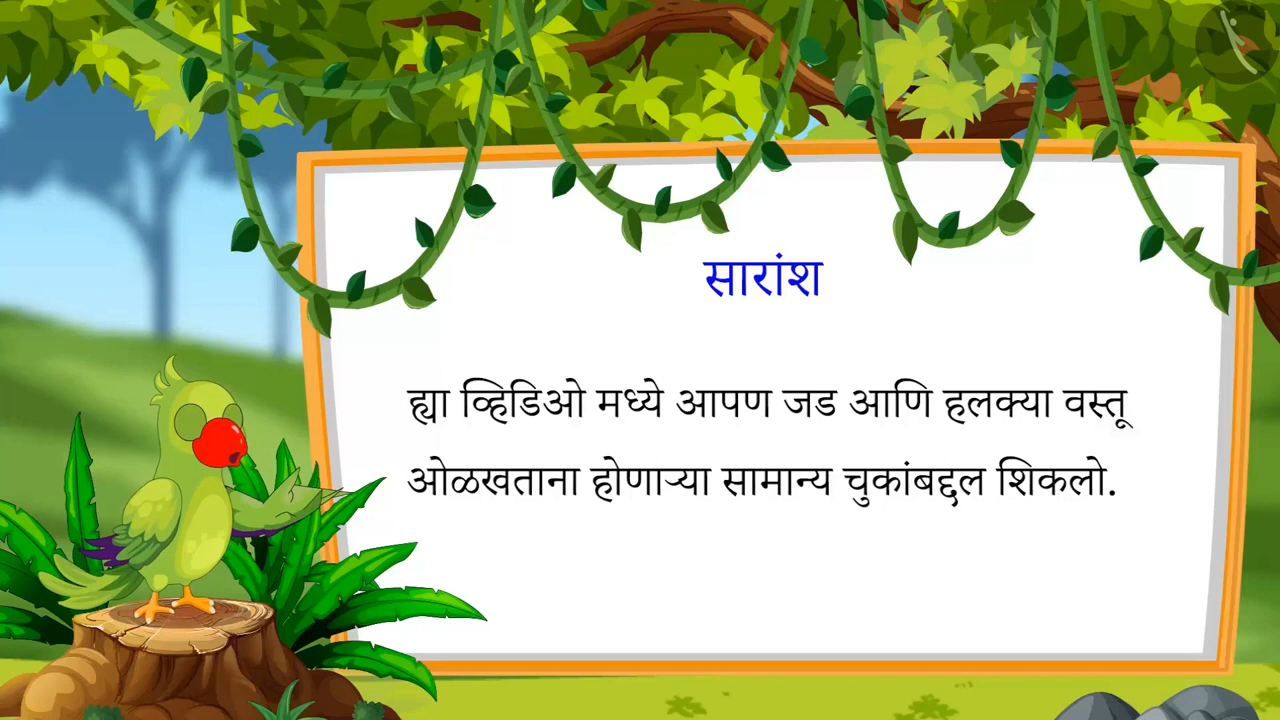 सारांश
ह्या व्हिडिओ मध्ये आपण जड आणि हलक्या वस्तू
ओळखताना होणाऱ्या सामान्य चुकांबद्दल शिकलो.